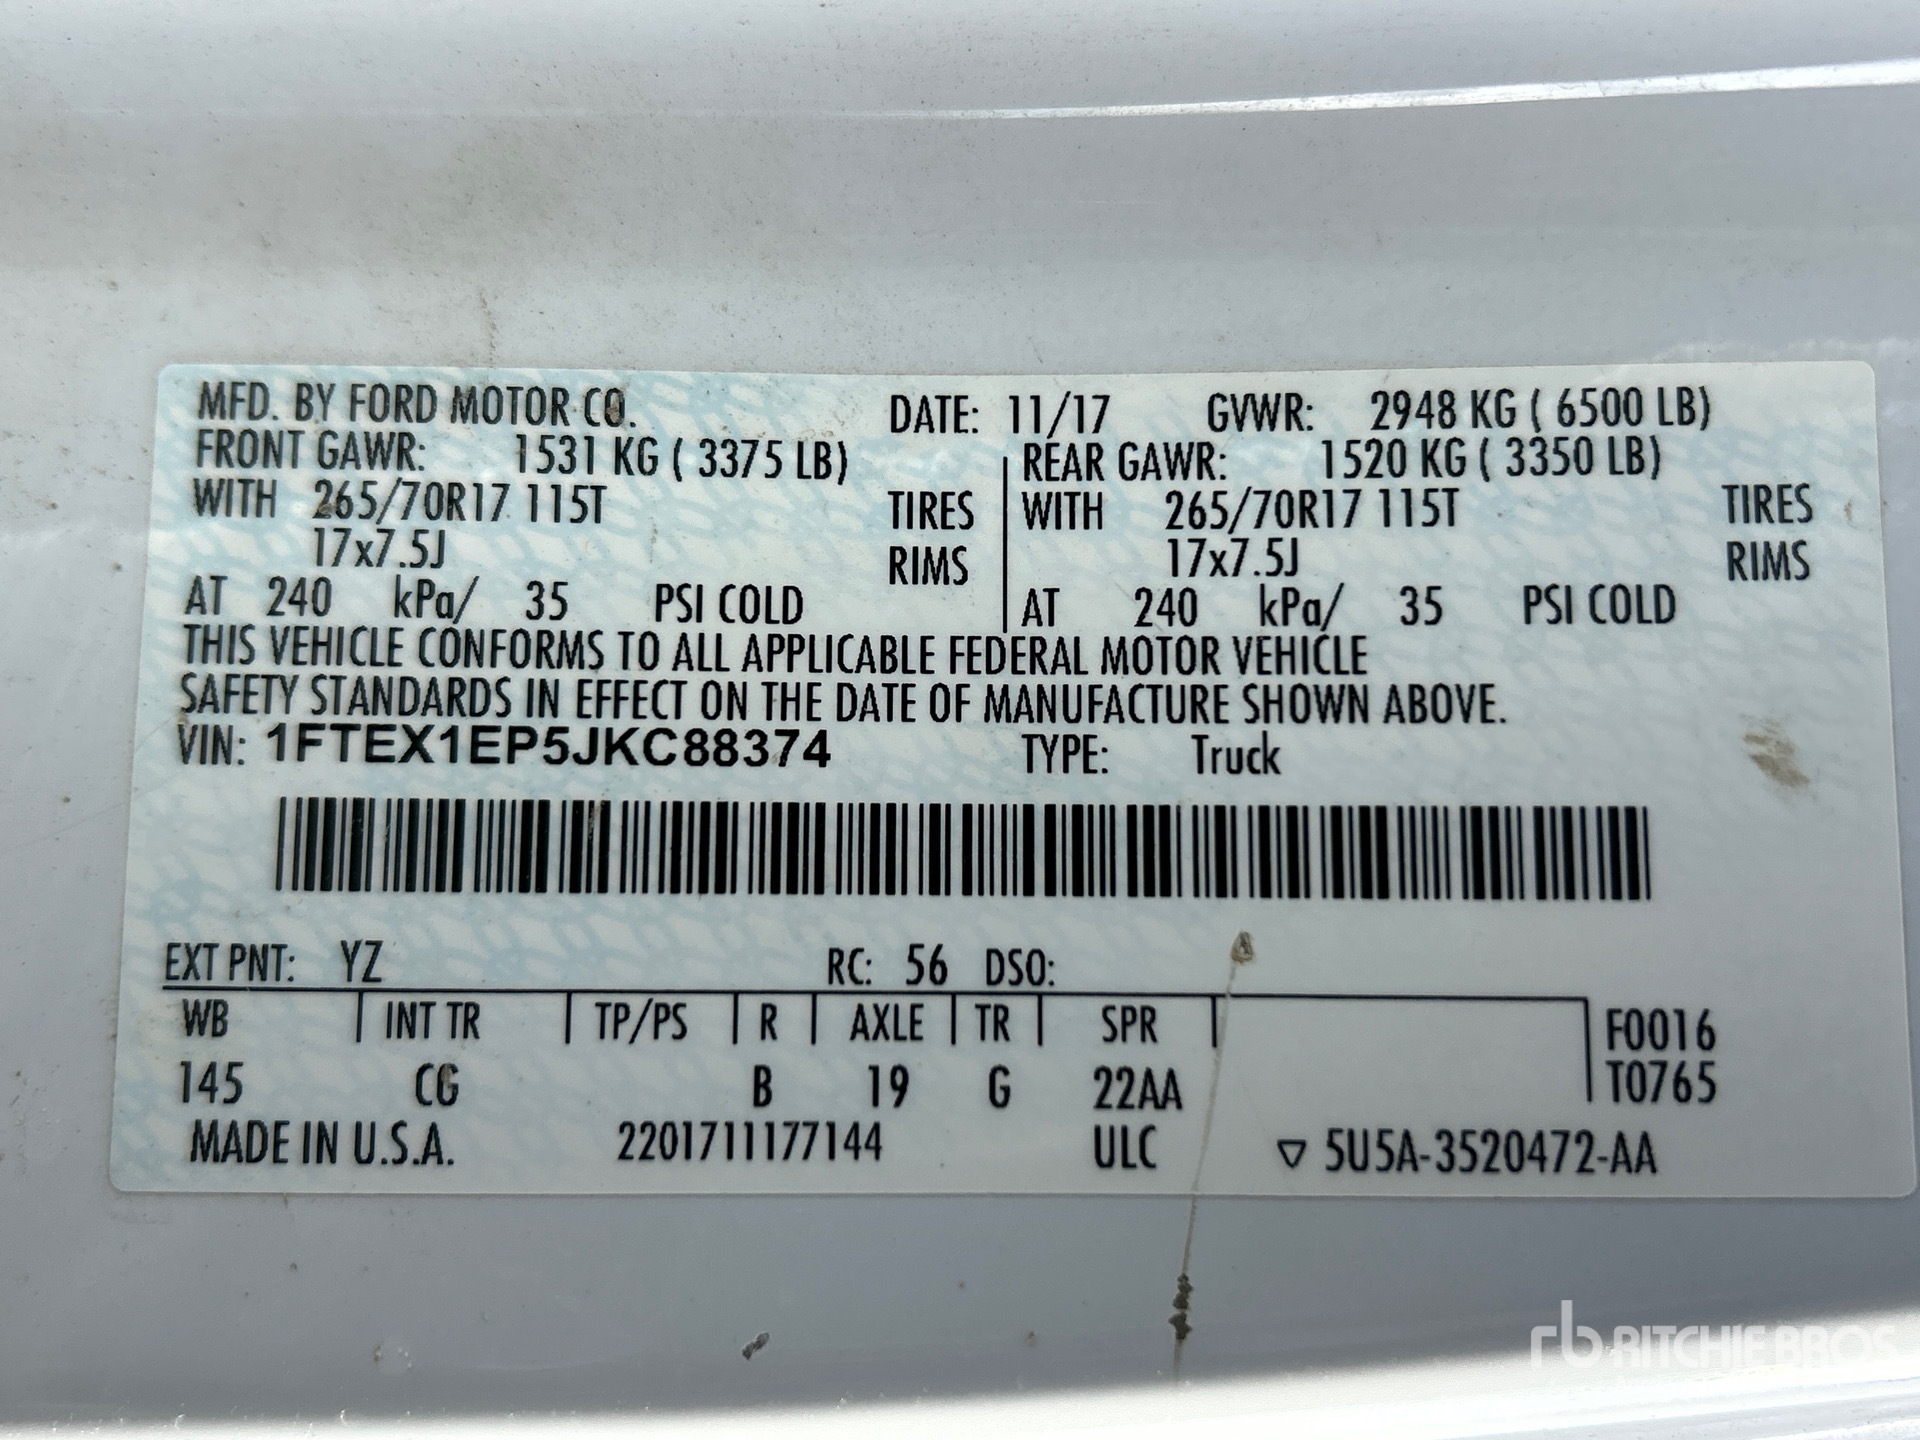 MFD. BY FORD MOTOR CO. DATE: 11/17 GVWR: 2948 KG ( 6500 LB)
FRONT GAWR: 1531 KG ( 3375 LB) REAR GAWR: 1520 KG ( 3350 LB)
WITH 265/70R17 115T TIRES WITH 265/70R17 115T TIRES
17x7.5J RIMS 17x7.5J RIMS
AT 240 kPa/ 35 PSI COLD AT 240 kPa/ 35 PSI COLD
THIS VEHICLE CONFORMS TO ALL APPLICABLE FEDERAL MOTOR VEHICLE
SAFETY STANDARDS IN EFFECT ON THE DATE OF MANUFACTURE SHOWN ABOVE.
VIN: 1FTEX1EP5JKC88374 TYPE: Truck
EXT PNT: YZ RC: 56 DSO:
WB INT TR TP/PS R AXLE TR SPR F0016
145 CG B 19 G 22AA T0765
MADE IN U.S.A. 2201711177144 ULC ▽ 5U5A-3520472-AA
rb RITCHIE BROS